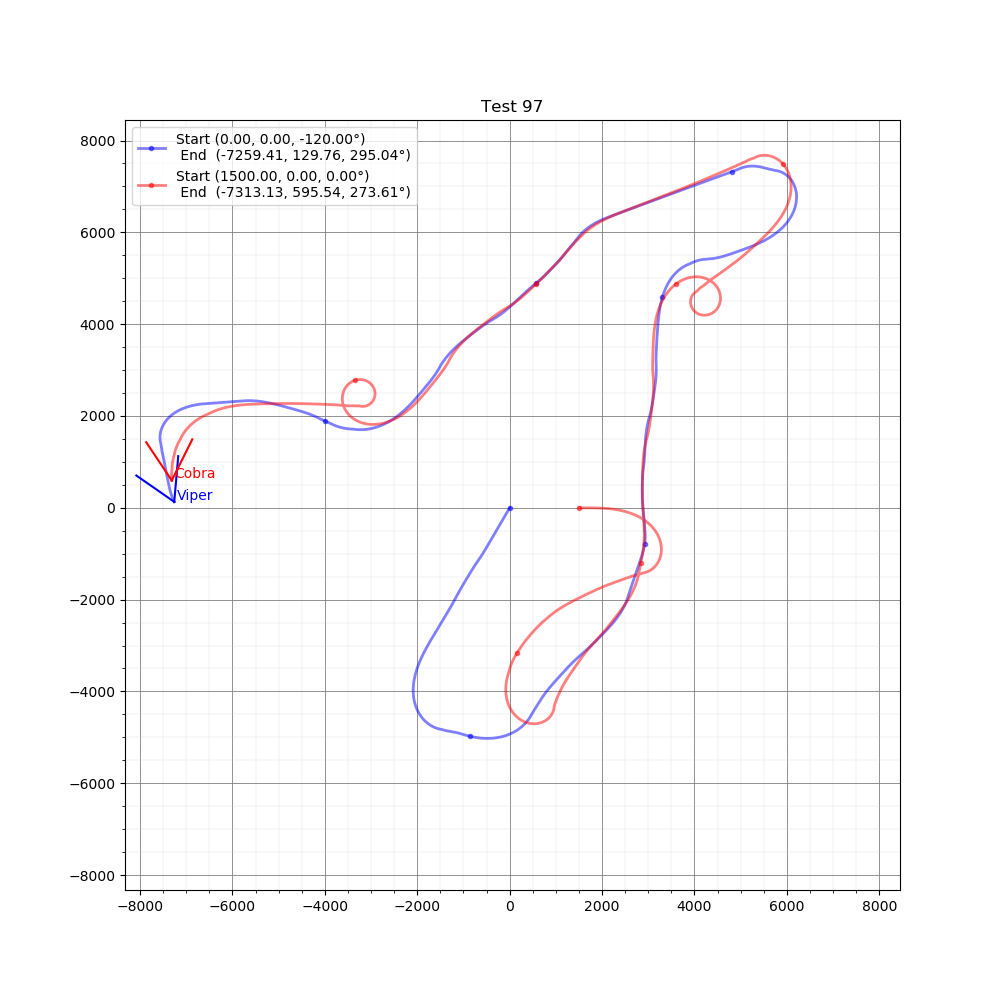 Test 97
Start (0.00, 0.00, -120.00°)
End (-7259.41, 129.76, 295.04°)
Start (1500.00, 0.00, 0.00°)
End (-7313.13, 595.54, 273.61°)
8000
6000
4000
2000
0
−2000
−4000
−6000
−8000
Cobra
Viper
−8000 −6000 −4000 −2000 0 2000 4000 6000 8000